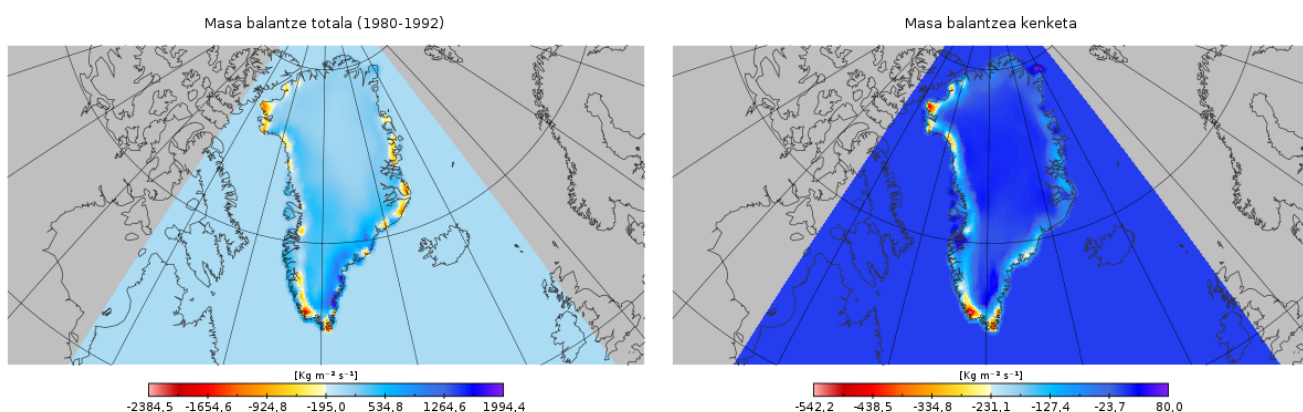 Masa balantze totala (1980-1992)
[Kg m⁻² s⁻¹]
-2384.5 -1654.6 -924.8 -195.0 534.8 1264.6 1994.4
Masa balantzea kenketa
[Kg m⁻² s⁻¹]
-542.2 -438.5 -334.8 -231.1 -127.4 -23.7 80.0